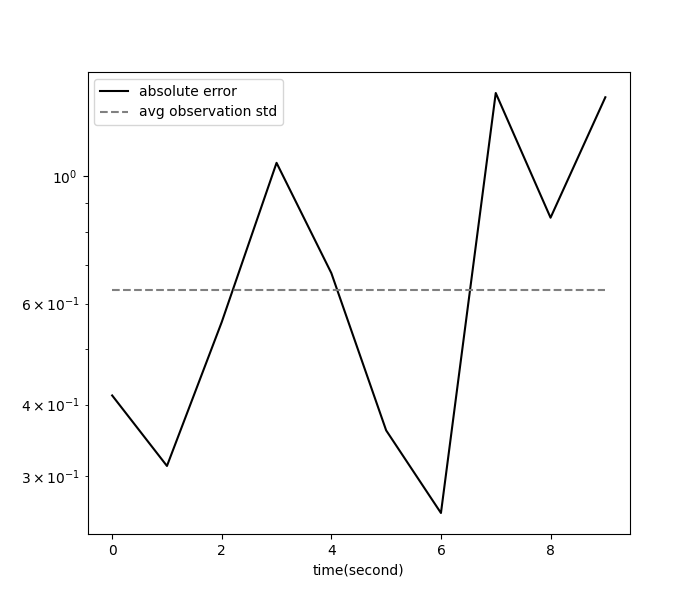 absolute error
avg observation std
10⁰
6 × 10⁻¹
4 × 10⁻¹
3 × 10⁻¹
0 2 4 6 8
time(second)